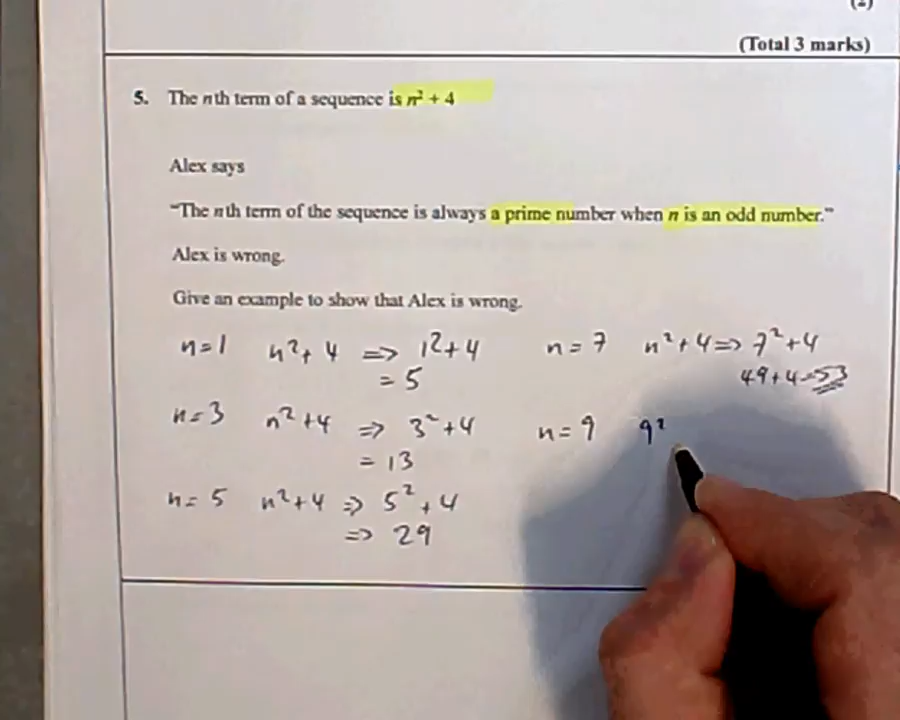 (Total 3 marks)
5. The nth term of a sequence is n² + 4
Alex says
"The nth term of the sequence is always a prime number when n is an odd number."
Alex is wrong.
Give an example to show that Alex is wrong.
n=1 n²+4 => 1²+4
= 5
n=3 n²+4 => 3²+4
= 13
n=5 n²+4 => 5²+4
=> 29
n=7 n²+4 => 7²+4
49+4=53
n=9 9²